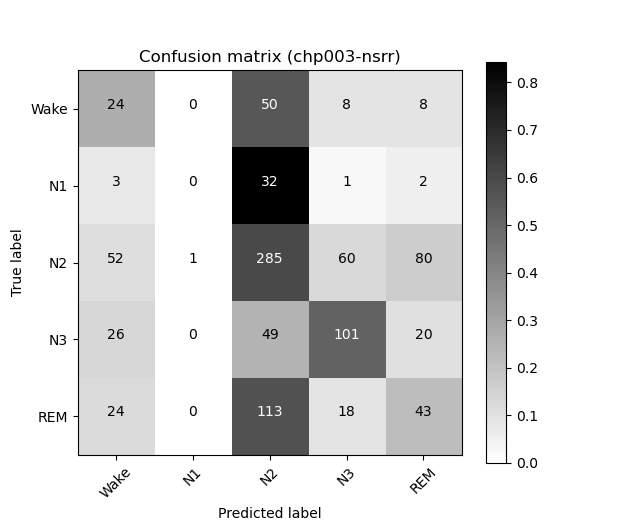 Confusion matrix (chp003-nsrr)
Wake 24 0 50 8 8
N1 3 0 32 1 2
N2 52 1 285 60 80
N3 26 0 49 101 20
REM 24 0 113 18 43
Wake N1 N2 N3 REM
True label
Predicted label
0.8
0.7
0.6
0.5
0.4
0.3
0.2
0.1
0.0